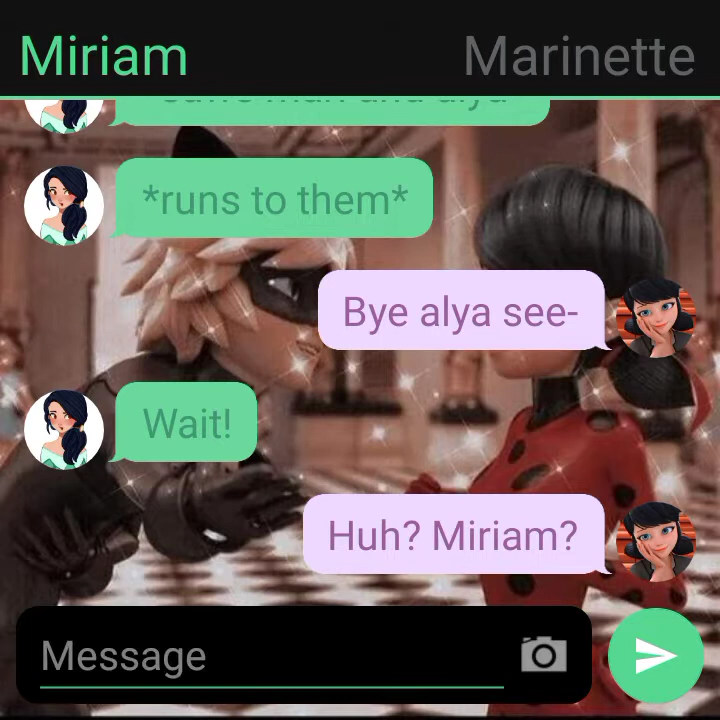 Miriam Marinette
*runs to them*
Bye alya see-
Wait!
Huh? Miriam?
Message